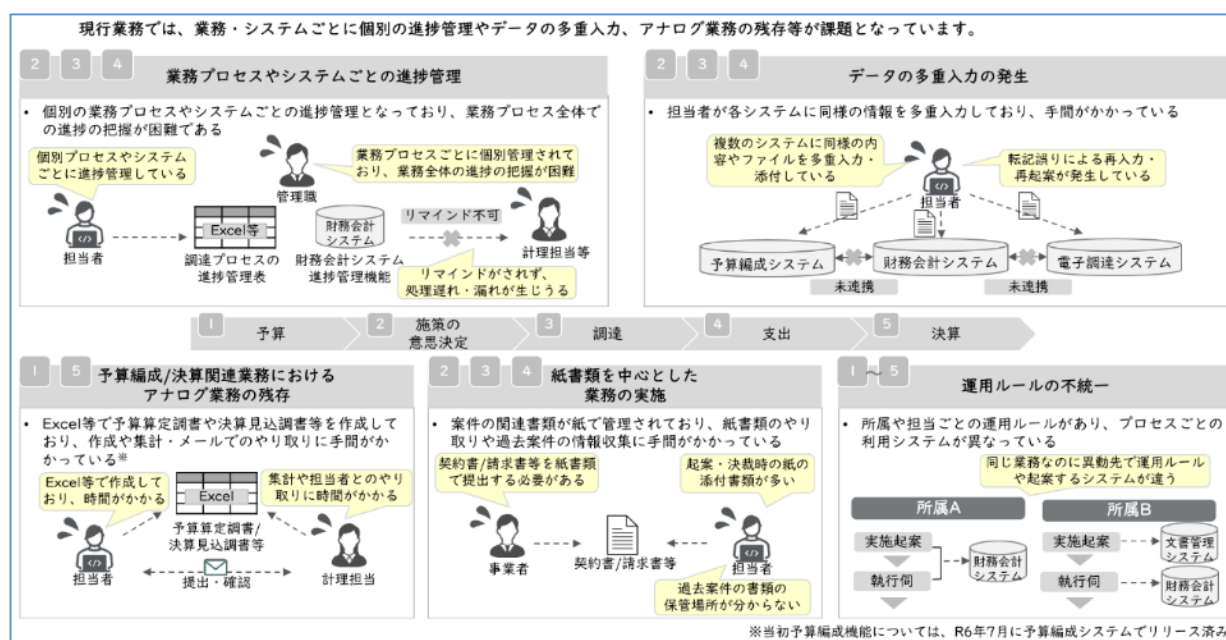 現行業務では、業務・システムごとに個別の進捗管理やデータの多重入力、アナログ業務の残存等が課題となっています。
2 3 4
業務プロセスやシステムごとの進捗管理
• 個別の業務プロセスやシステムごとの進捗管理となっており、業務プロセス全体で
の進捗の把握が困難である
個別プロセスやシステム
ごとに進捗管理している
業務プロセスごとに個別管理されて
おり、業務全体の進捗の把握が困難
管理職
担当者
Excel等
調達プロセスの
進捗管理表
財務会計
システム
財務会計システム
進捗管理機能
リマインド不可
計理担当等
リマインドがされず、
処理遅れ・漏れが生じうる
2 3 4
データの多重入力の発生
• 担当者が各システムに同様の情報を多重入力しており、手間がかかっている
複数のシステムに同様の内
容やファイルを多重入力・
添付している
転記誤りによる再入力・
再起案が発生している
担当者
予算編成システム
財務会計システム
電子調達システム
未連携
未連携
1 予算
2 施策の
意思決定
3 調達
4 支出
5 決算
1 5
予算編成/決算関連業務における
アナログ業務の残存
• Excel等で予算算定調書や決算見込調書等を作成して
おり、作成や集計・メールでのやり取りに手間がか
かっている※
Excel等で作成して
おり、時間がかかる
集計や担当者とのやり
取りに時間がかかる
Excel
予算算定調書/
決算見込調書等
担当者
提出・確認
計理担当
2 3 4
紙書類を中心とした
業務の実施
• 案件の関連書類が紙で管理されており、紙書類のやり
取りや過去案件の情報収集に手間がかかっている
契約書/請求書等を紙書類
で提出する必要がある
起案・決裁時の紙の
添付書類が多い
事業者
契約書/請求書等
担当者
過去案件の書類の
保管場所が分からない
1~5
運用ルールの不統一
• 所属や担当ごとの運用ルールがあり、プロセスごとの
利用システムが異なっている
同じ業務なのに異動先で運用ルール
や起案するシステムが違う
所属A
実施起案
執行伺
財務会計
システム
所属B
実施起案
執行伺
文書管理
システム
財務会計
システム
※当初予算編成機能については、R6年7月に予算編成システムでリリース済み